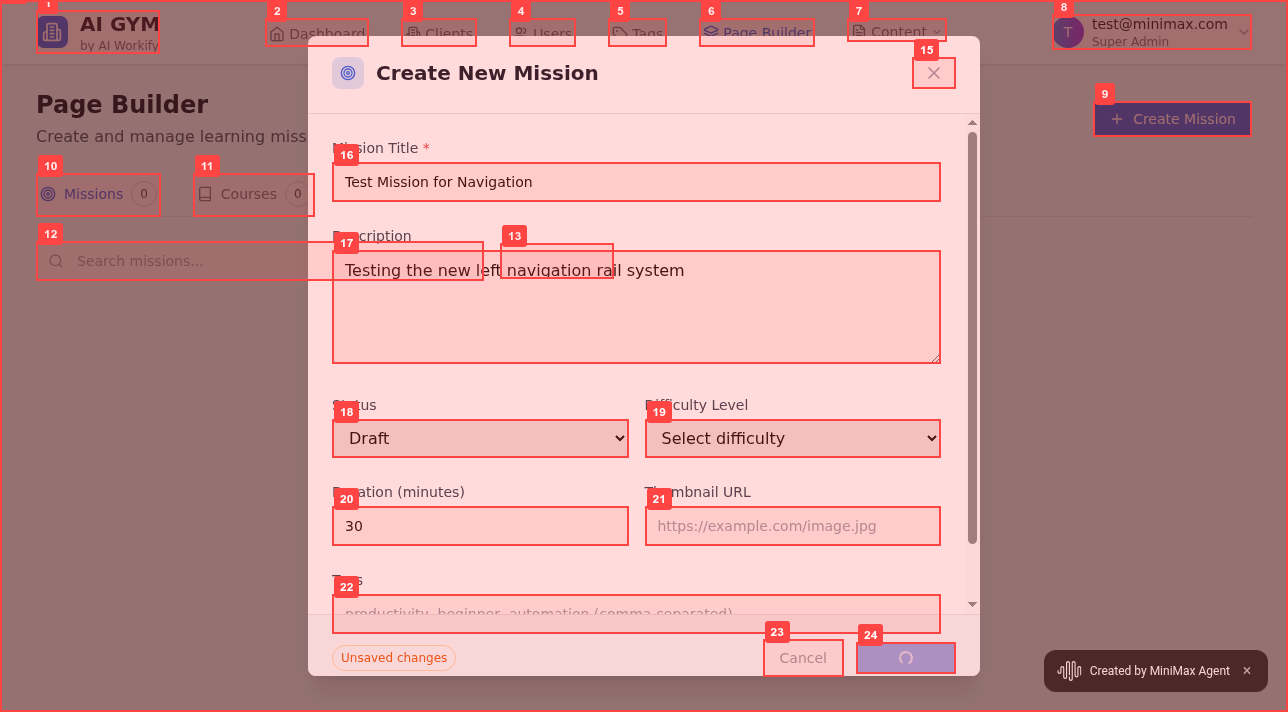 1
2
3
4
5
6
7
8
AI GYM
by AI Workify
Dashboard
Clients
Users
Tags
Page Builder
Content
T
test@minimax.com
Super Admin
15
Create New Mission
Page Builder
Create and manage learning miss
9
Create Mission
10
Missions
0
11
Courses
0
12
Search missions...
16
Mission Title *
Test Mission for Navigation
17
Description
13
Testing the new left navigation rail system
18
Status
Draft
19
Difficulty Level
Select difficulty
20
Duration (minutes)
30
21
Thumbnail URL
https://example.com/image.jpg
22
Tags
productivity, beginner, automation (comma-separated)
Unsaved changes
23
Cancel
24
Created by MiniMax Agent